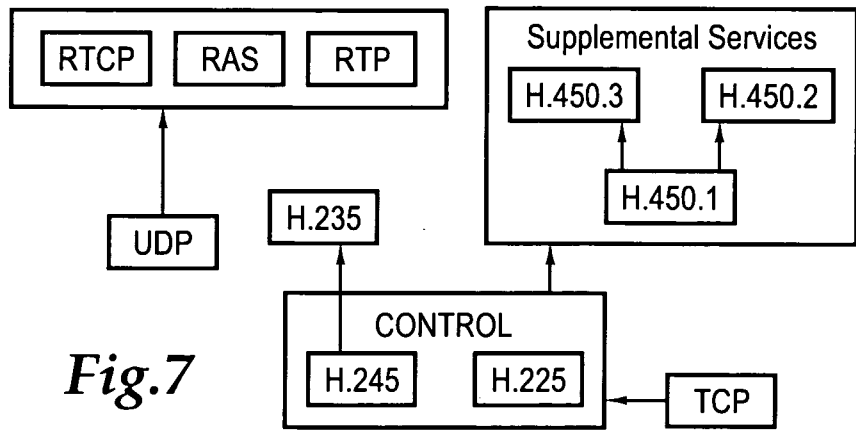 RTCP RAS RTP
Supplemental Services
H.450.3 H.450.2
H.450.1
UDP
H.235
CONTROL
H.245 H.225
TCP
Fig.7